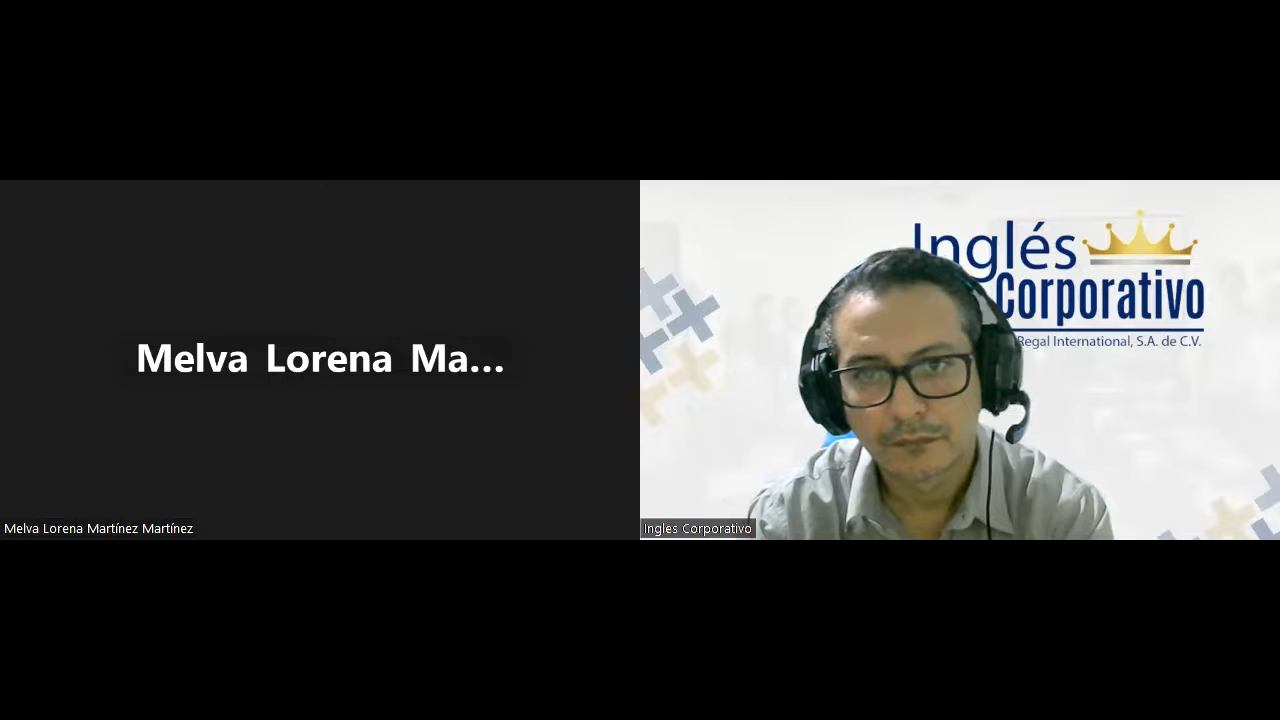 Melva Lorena Ma...
Melva Lorena Martínez Martínez
Inglés
Corporativo
Regal International, S.A. de C.V.
Ingles Corporativo